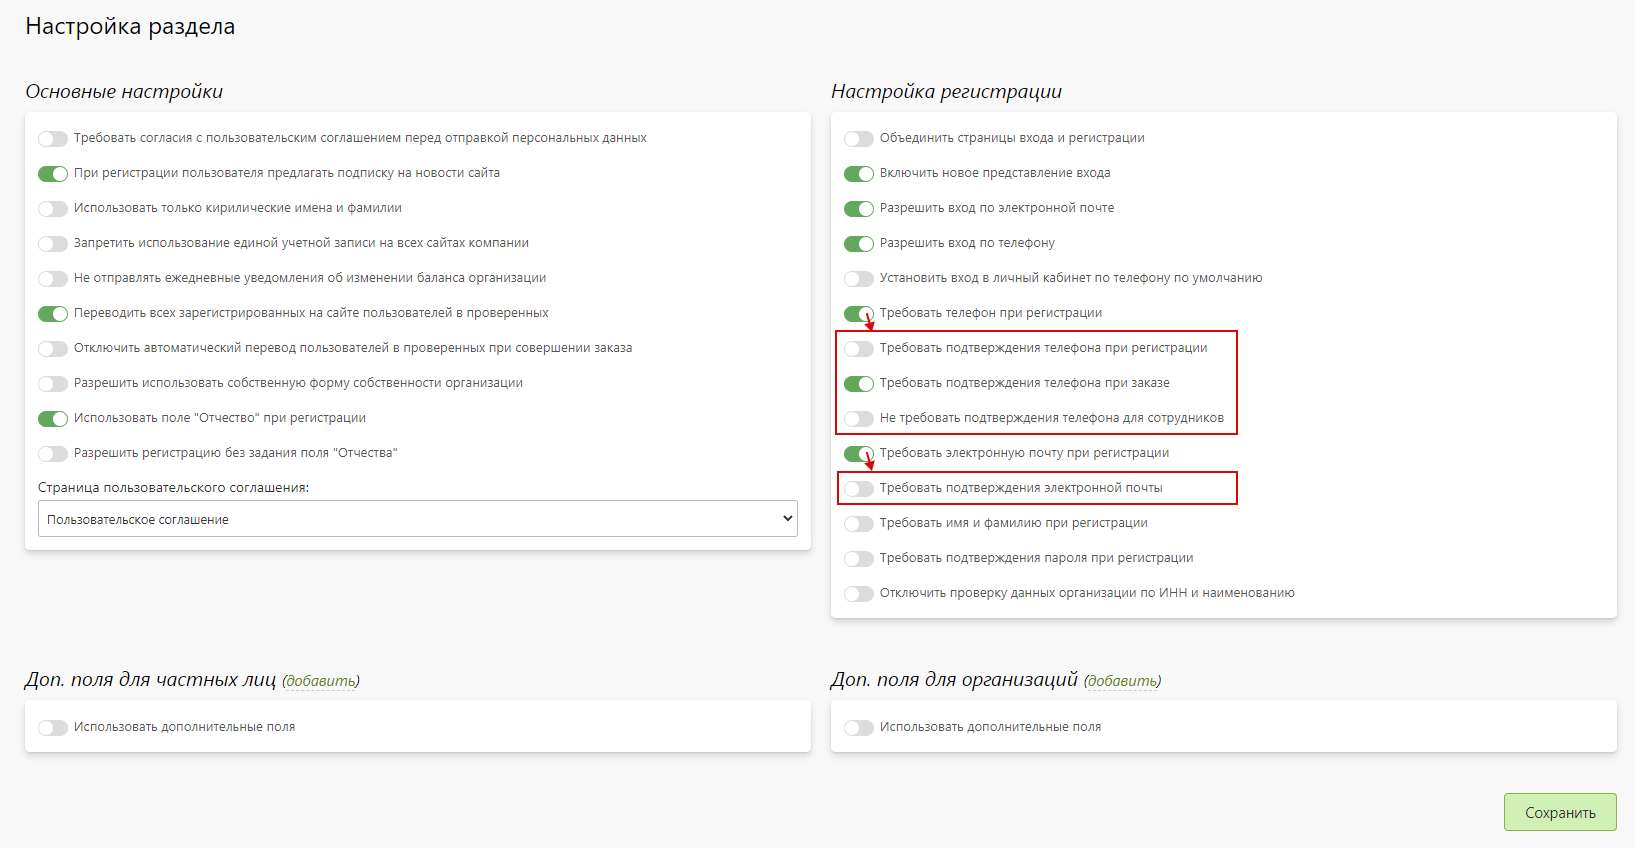 Настройка раздела
Основные настройки
Требовать согласия с пользовательским соглашением перед отправкой персональных данных
При регистрации пользователя предлагать подписку на новости сайта
Использовать только кирилические имена и фамилии
Запретить использование единой учетной записи на всех сайтах компании
Не отправлять ежедневные уведомления об изменении баланса организации
Переводить всех зарегистрированных на сайте пользователей в проверенных
Отключить автоматический перевод пользователей в проверенных при совершении заказа
Разрешить использовать собственную форму собственности организации
Использовать поле "Отчество" при регистрации
Разрешить регистрацию без задания поля "Отчества"
Страница пользовательского соглашения:
Пользовательское соглашение
Настройка регистрации
Объединить страницы входа и регистрации
Включить новое представление входа
Разрешить вход по электронной почте
Разрешить вход по телефону
Установить вход в личный кабинет по телефону по умолчанию
Требовать телефон при регистрации
Требовать подтверждения телефона при регистрации
Требовать подтверждения телефона при заказе
Не требовать подтверждения телефона для сотрудников
Требовать электронную почту при регистрации
Требовать подтверждения электронной почты
Требовать имя и фамилию при регистрации
Требовать подтверждения пароля при регистрации
Отключить проверку данных организации по ИНН и наименованию
Доп. поля для частных лиц (добавить)
Использовать дополнительные поля
Доп. поля для организаций (добавить)
Использовать дополнительные поля
Сохранить